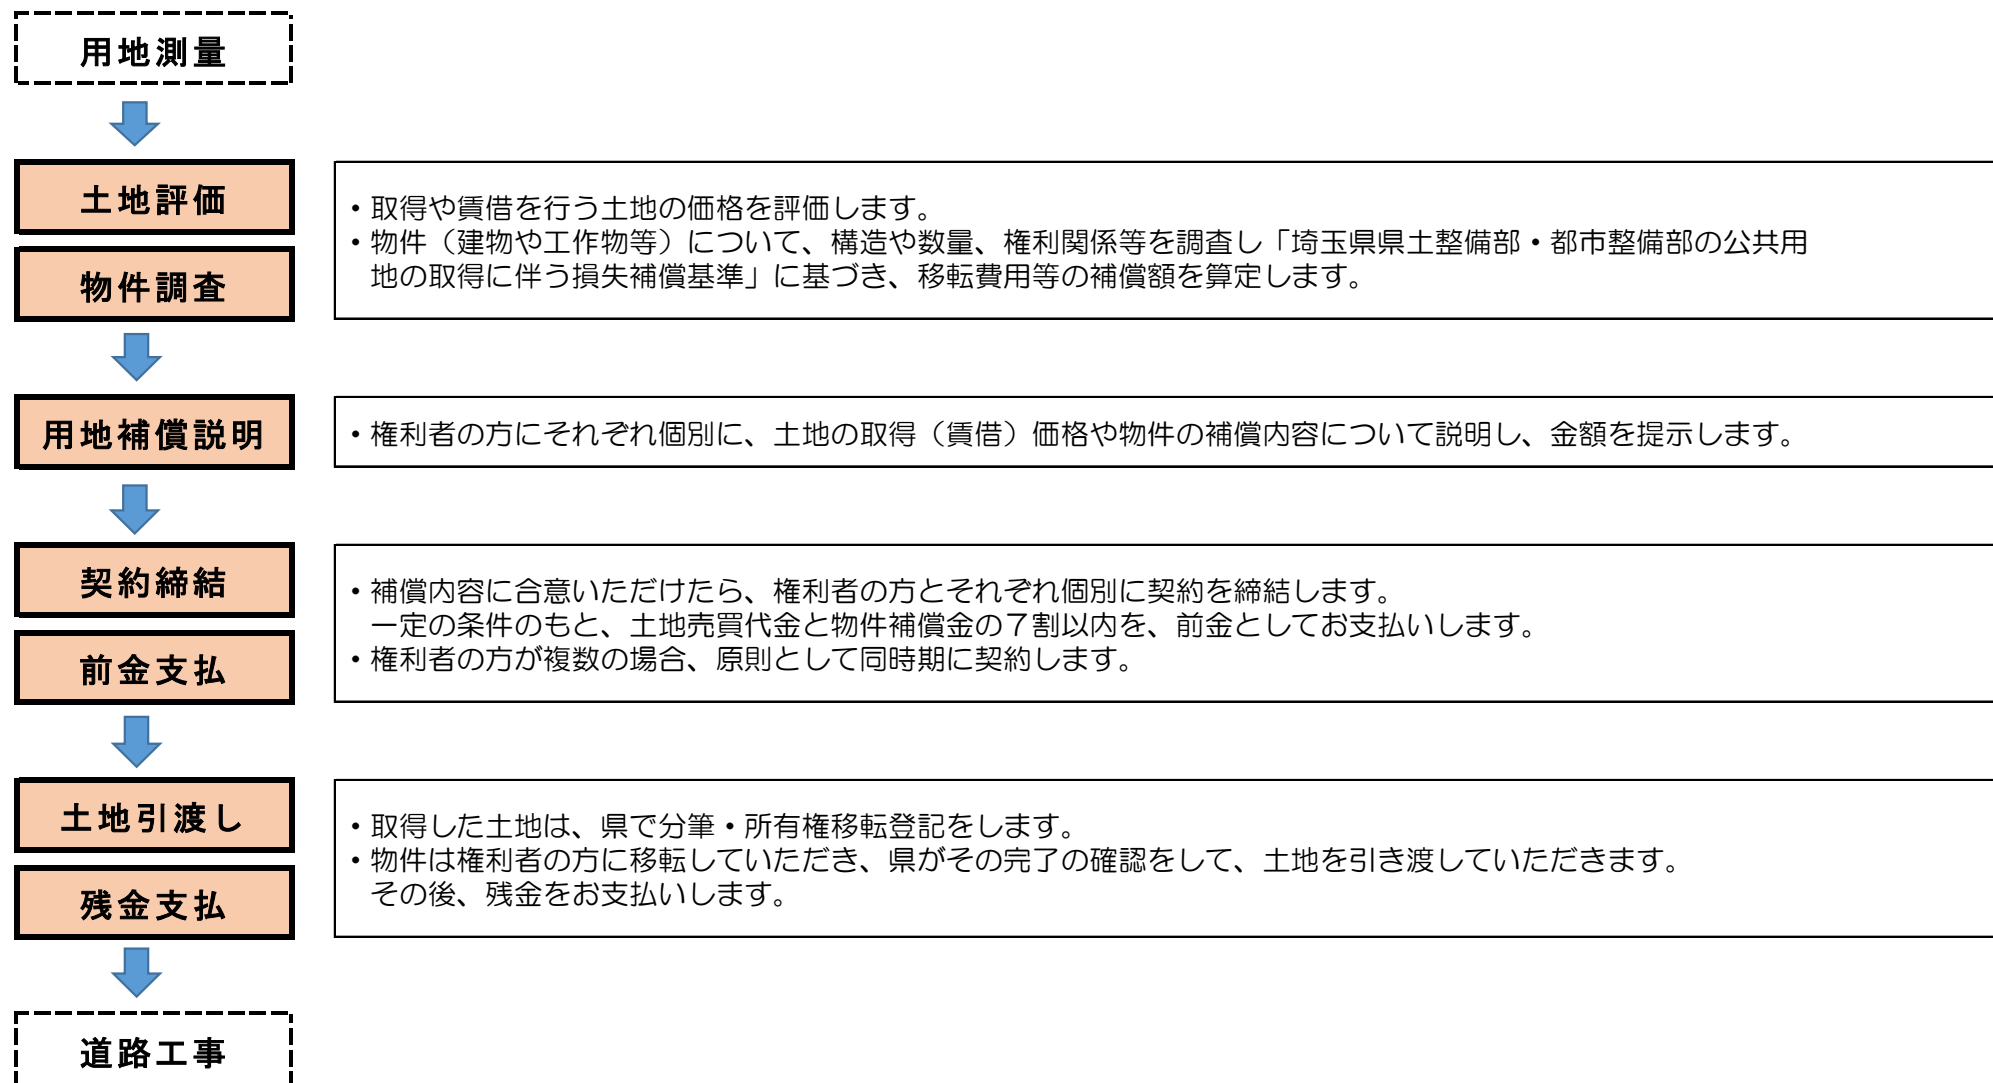 用地測量
土地評価
物件調査
・取得や賃借を行う土地の価格を評価します。
・物件（建物や工作物等）について、構造や数量、権利関係等を調査し「埼玉県県土整備部・都市整備部の公共用
地の取得に伴う損失補償基準」に基づき、移転費用等の補償額を算定します。
用地補償説明
・権利者の方にそれぞれ個別に、土地の取得（賃借）価格や物件の補償内容について説明し、金額を提示します。
契約締結
前金支払
・補償内容に合意いただけたら、権利者の方とそれぞれ個別に契約を締結します。
一定の条件のもと、土地売買代金と物件補償金の７割以内を、前金としてお支払いします。
・権利者の方が複数の場合、原則として同時期に契約します。
土地引渡し
残金支払
・取得した土地は、県で分筆・所有権移転登記をします。
・物件は権利者の方に移転していただき、県がその完了の確認をして、土地を引き渡していただきます。
その後、残金をお支払いします。
道路工事